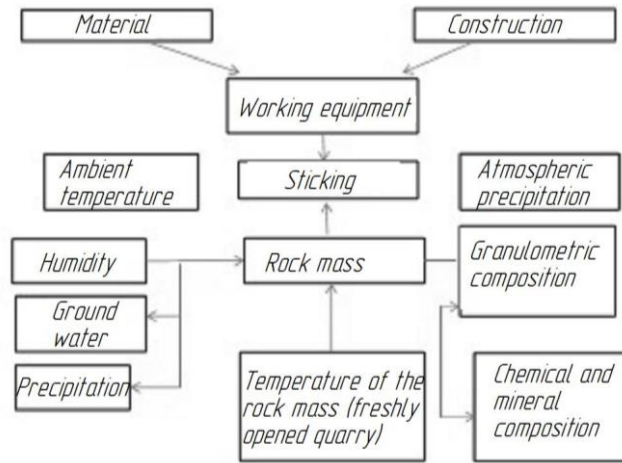 Material
Construction
Working equipment
Ambient
temperature
Sticking
Atmospheric
precipitation
Humidity
Rock mass
Granulometric
composition
Ground
water
Precipitation
Temperature of the
rock mass (freshly
opened quarry)
Chemical and
mineral
composition